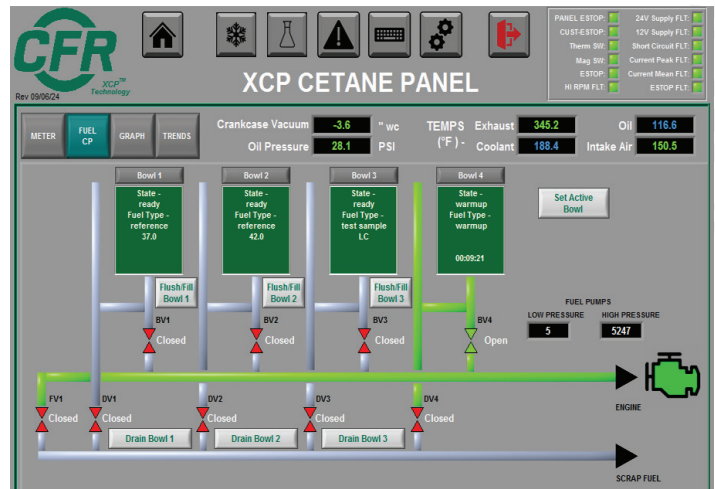 CFR
XCP™
Technology
Rev 09/06/24
XCP CETANE PANEL
PANEL ESTOP:
24V Supply FLT:
CUST-ESTOP:
12V Supply FLT:
Therm SW:
Short Circuit FLT:
Mag SW:
Current Peak FLT:
ESTOP:
Current Mean FLT:
HI RPM FLT:
ESTOP FLT:
METER
FUEL
CP
GRAPH
TRENDS
Crankcase Vacuum -3.6 " wc
Oil Pressure 28.1 PSI
TEMPS
(°F) -
Exhaust 345.2
Coolant 188.4
Oil 116.6
Intake Air 150.5
Bowl 1
State -
ready
Fuel Type -
reference
37.0
Bowl 2
State -
ready
Fuel Type -
reference
42.0
Bowl 3
State -
ready
Fuel Type -
test sample
LC
Bowl 4
State -
warmup
Fuel Type -
warmup
00:09:21
Set Active
Bowl
Flush/Fill
Bowl 1
Flush/Fill
Bowl 2
Flush/Fill
Bowl 3
BV1
Closed
BV2
Closed
BV3
Closed
BV4
Open
FUEL PUMPS
LOW PRESSURE
HIGH PRESSURE
5
5247
ENGINE
FV1
Closed
DV1
Closed
DV2
Closed
DV3
Closed
DV4
Closed
Drain Bowl 1
Drain Bowl 2
Drain Bowl 3
SCRAP FUEL